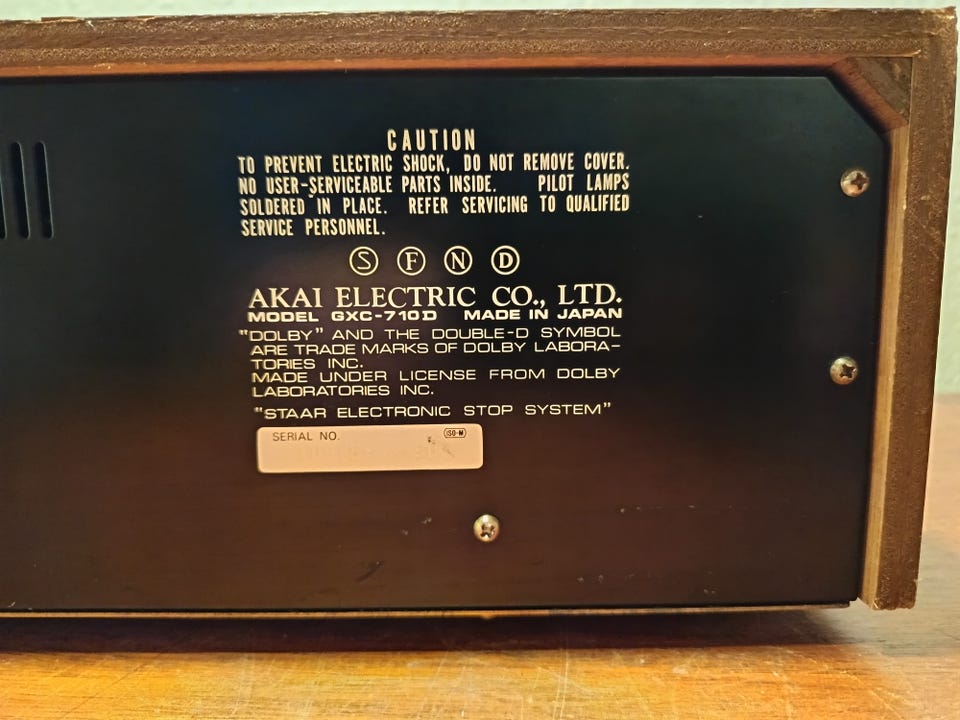 CAUTION
TO PREVENT ELECTRIC SHOCK, DO NOT REMOVE COVER.
NO USER-SERVICEABLE PARTS INSIDE. PILOT LAMPS
SOLDERED IN PLACE. REFER SERVICING TO QUALIFIED
SERVICE PERSONNEL.
S F N D
AKAI ELECTRIC CO., LTD.
MODEL GXC-710D MADE IN JAPAN
"DOLBY" AND THE DOUBLE-D SYMBOL
ARE TRADE MARKS OF DOLBY LABORA-
TORIES INC.
MADE UNDER LICENSE FROM DOLBY
LABORATORIES INC.
"STAAR ELECTRONIC STOP SYSTEM"
SERIAL NO. ISO-M